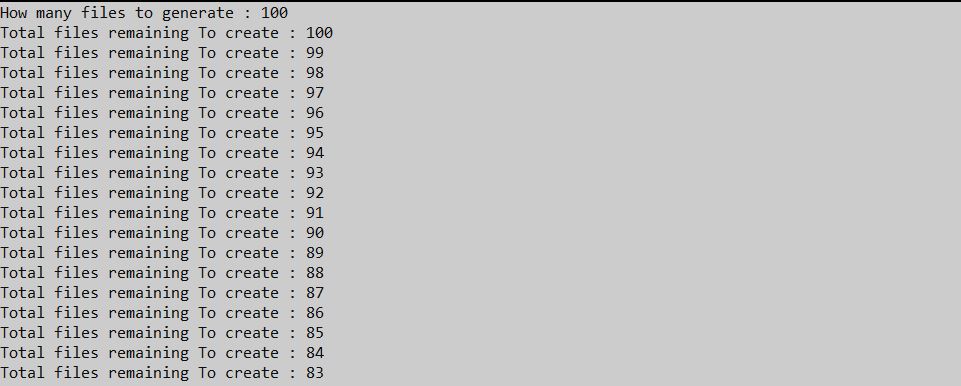 How many files to generate : 100
Total files remaining To create : 100
Total files remaining To create : 99
Total files remaining To create : 98
Total files remaining To create : 97
Total files remaining To create : 96
Total files remaining To create : 95
Total files remaining To create : 94
Total files remaining To create : 93
Total files remaining To create : 92
Total files remaining To create : 91
Total files remaining To create : 90
Total files remaining To create : 89
Total files remaining To create : 88
Total files remaining To create : 87
Total files remaining To create : 86
Total files remaining To create : 85
Total files remaining To create : 84
Total files remaining To create : 83